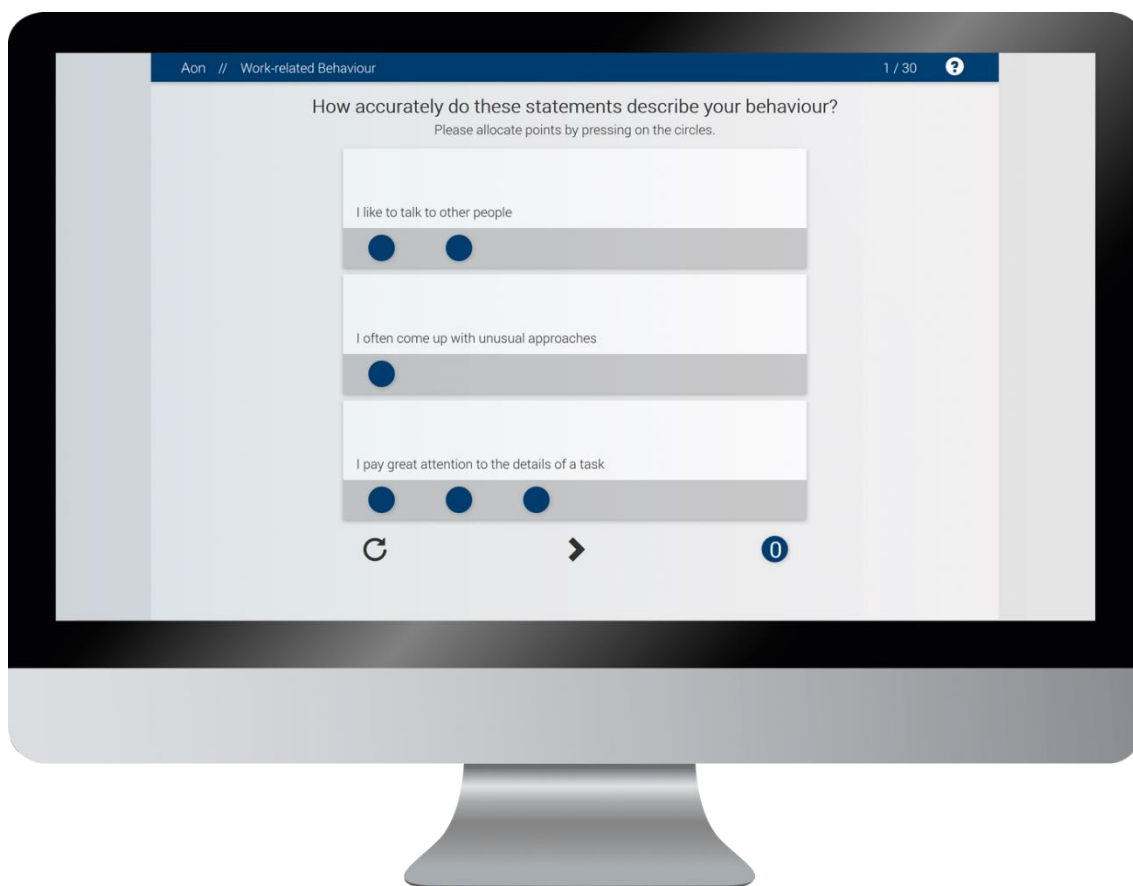 Aon // Work-related Behaviour 1 / 30 ?
How accurately do these statements describe your behaviour?
Please allocate points by pressing on the circles.
I like to talk to other people
I often come up with unusual approaches
I pay great attention to the details of a task
0